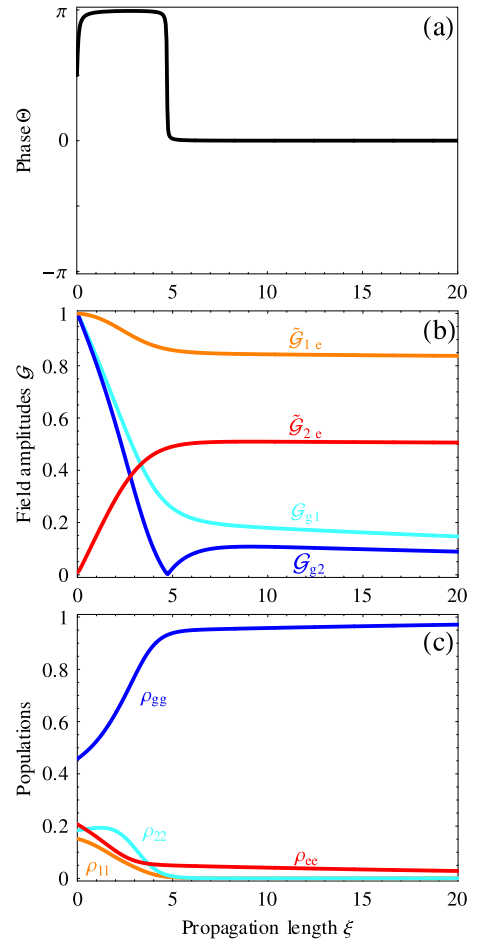 π
(a)
Phase Θ
0
−π
0 5 10 15 20
1
(b)
𝒢̃1 e
0.8
Field amplitudes 𝒢
0.6
𝒢̃2 e
0.4
𝒢g1
0.2
𝒢g2
0
0 5 10 15 20
1
(c)
0.8
ρgg
Populations
0.6
0.4
0.2
ρ22
ρ11
ρee
0
0 5 10 15 20
Propagation length ξ